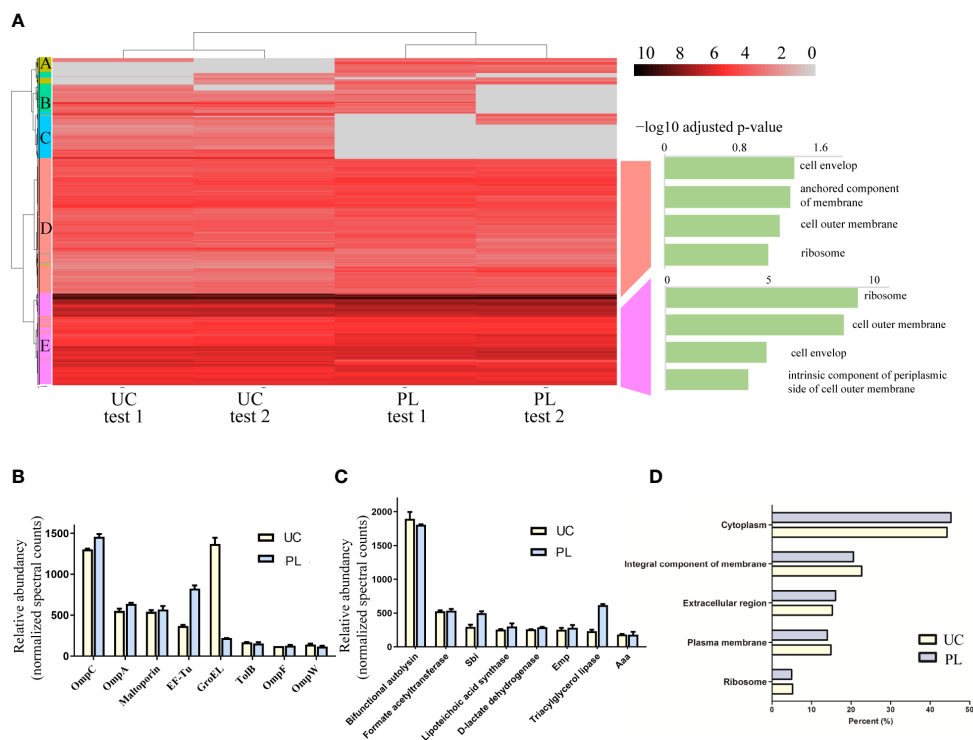 A
10 8 6 4 2 0
A
B
C
D
E
UC
test 1
UC
test 2
PL
test 1
PL
test 2
−log10 adjusted p-value
0 0.8 1.6
cell envelop
anchored component
of membrane
cell outer membrane
ribosome
0 5 10
ribosome
cell outer membrane
cell envelop
intrinsic component of periplasmic
side of cell outer membrane
B
Relative abundancy
(normalized spectral counts)
1500
1000
500
0
UC
PL
OmpC
OmpA
Maltoporin
EF-Tu
GroEL
TolB
OmpF
OmpW
C
Relative abundancy
(normalized spectral counts)
2000
1500
1000
500
0
UC
PL
Bifunctional autolysin
Formate acetyltransferase
SbI
Lipoteichoic acid synthase
D-lactate dehydrogenase
Emp
Triacylglycerol lipase
Aaa
D
Cytoplasm
Integral component of membrane
Extracellular region
Plasma membrane
Ribosome
UC
PL
0 10 20 30 40 50
Percent (%)